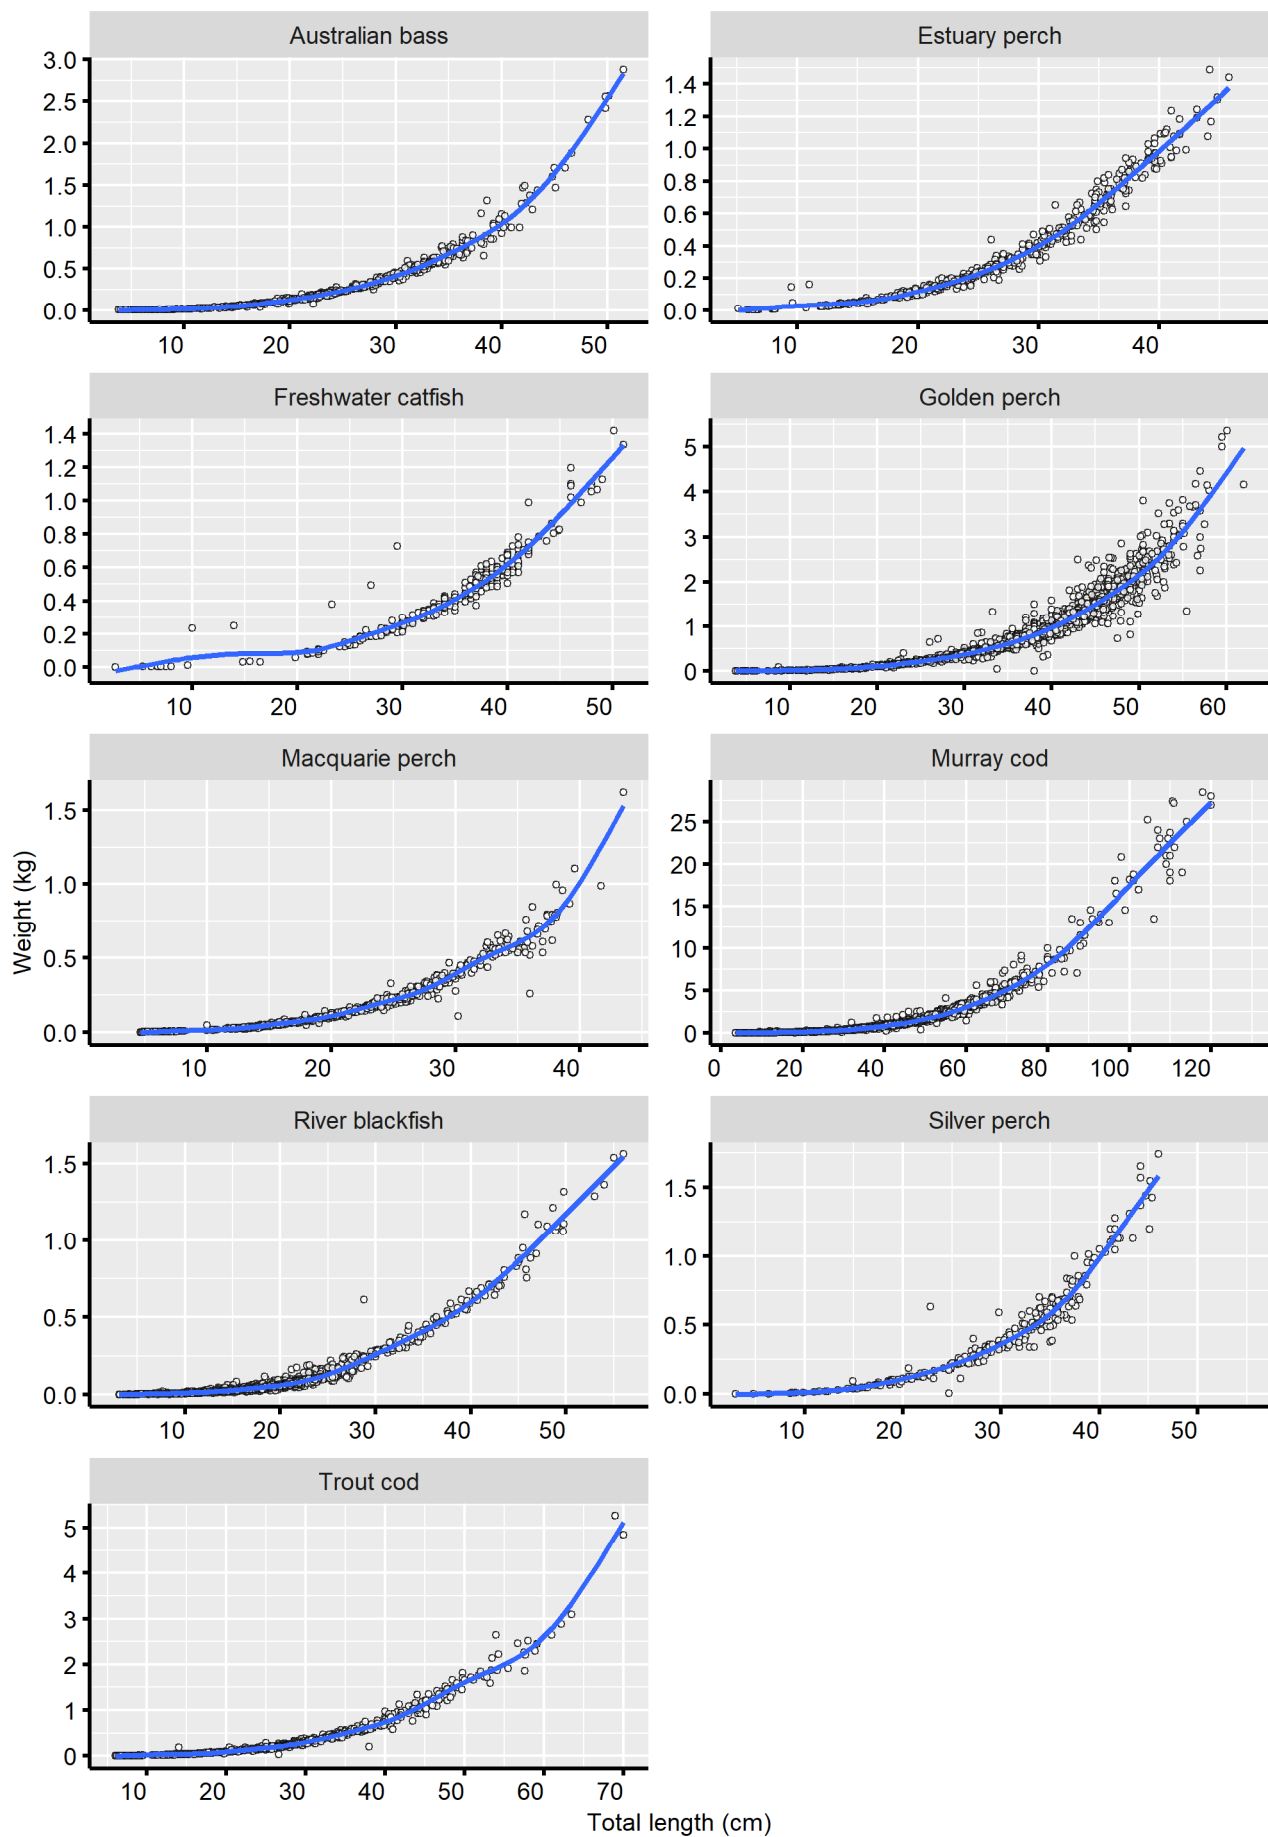 Australian bass
3.0
2.5
2.0
1.5
1.0
0.5
0.0
10 20 30 40 50
Estuary perch
1.4
1.2
1.0
0.8
0.6
0.4
0.2
0.0
10 20 30 40
Freshwater catfish
1.4
1.2
1.0
0.8
0.6
0.4
0.2
0.0
10 20 30 40 50
Golden perch
5
4
3
2
1
0
10 20 30 40 50 60
Macquarie perch
1.5
1.0
0.5
0.0
10 20 30 40
Murray cod
25
20
15
10
5
0
0 20 40 60 80 100 120
River blackfish
1.5
1.0
0.5
0.0
10 20 30 40 50
Silver perch
1.5
1.0
0.5
0.0
10 20 30 40 50
Trout cod
5
4
3
2
1
0
10 20 30 40 50 60 70
Weight (kg)
Total length (cm)